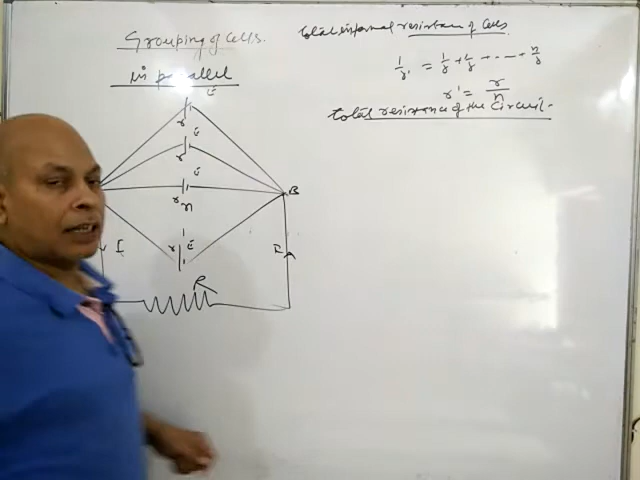 Grouping of Cells.
in parallel
E
r
E
r
E
r
n
B
E
r
I
I
R
total internal resistance of Cells
1/r' = 1/r + 1/r + ..... + n/r
r' = r/n
total resistance of the Circuit-